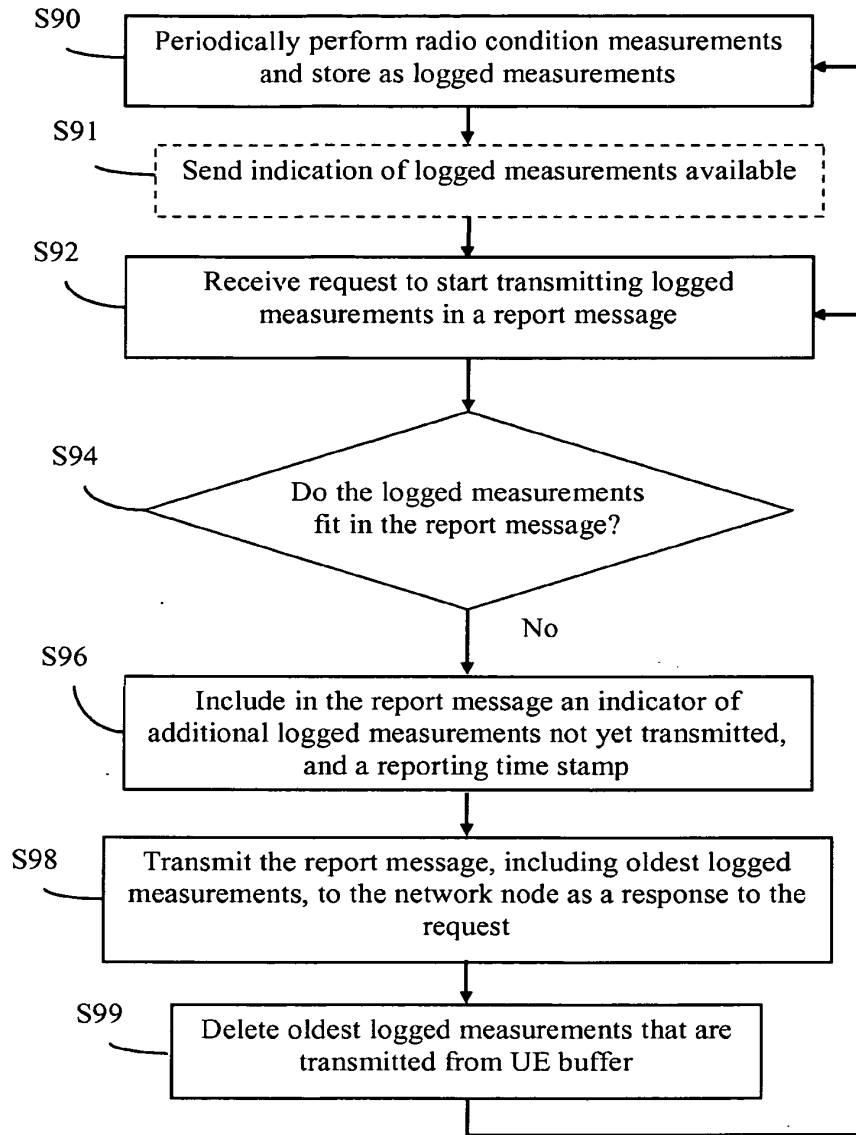 S90
Periodically perform radio condition measurements
and store as logged measurements
S91
Send indication of logged measurements available
S92
Receive request to start transmitting logged
measurements in a report message
S94
Do the logged measurements
fit in the report message?
No
S96
Include in the report message an indicator of
additional logged measurements not yet transmitted,
and a reporting time stamp
S98
Transmit the report message, including oldest logged
measurements, to the network node as a response to the
request
S99
Delete oldest logged measurements that are
transmitted from UE buffer